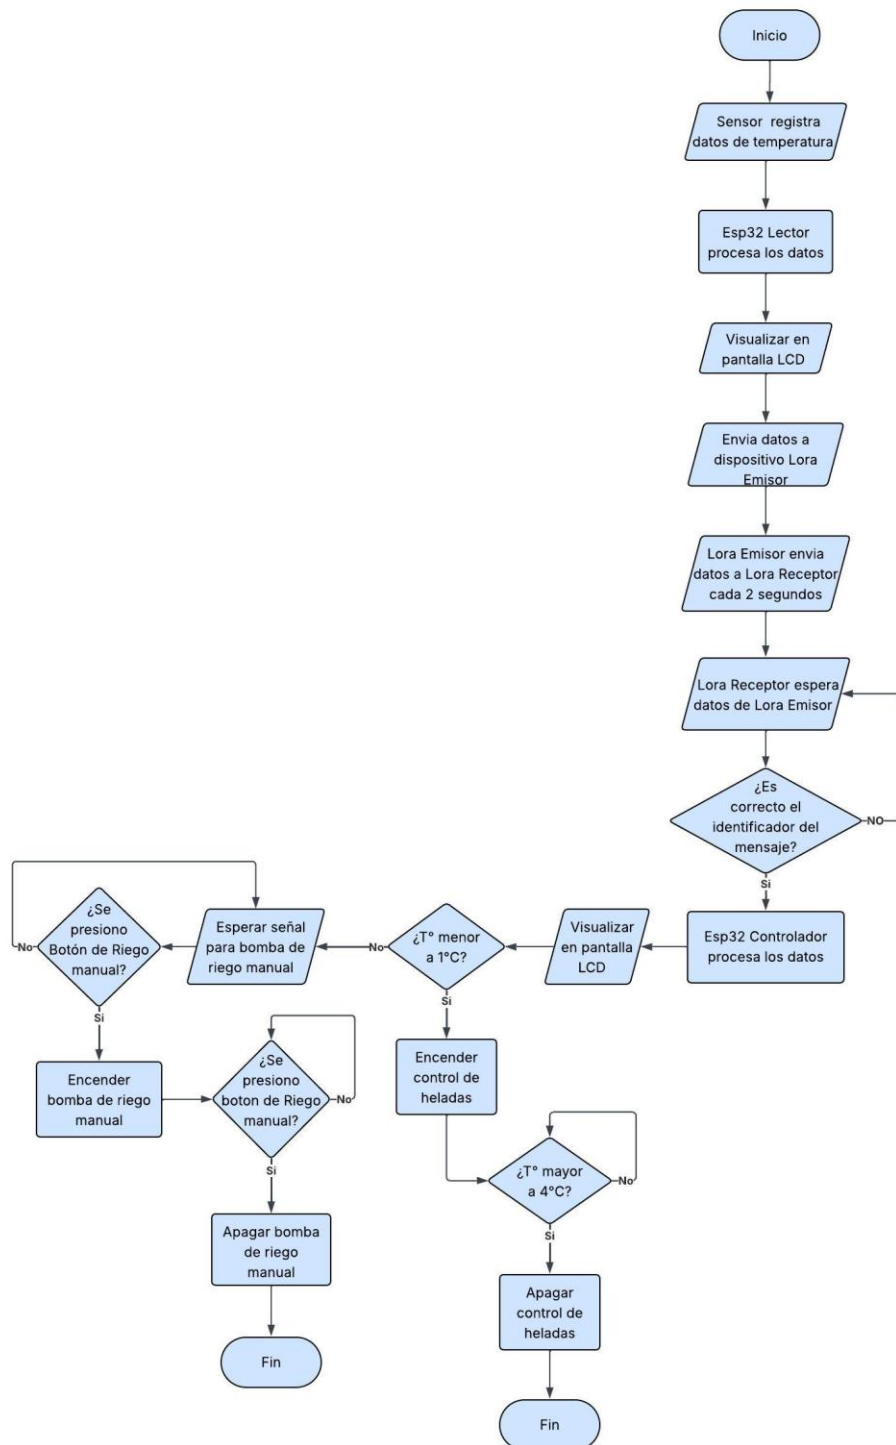 Inicio
Sensor registra
datos de temperatura
Esp32 Lector
procesa los datos
Visualizar en
pantalla LCD
Envia datos a
dispositivo Lora
Emisor
Lora Emisor envia
datos a Lora Receptor
cada 2 segundos
Lora Receptor espera
datos de Lora Emisor
¿Es
correcto el
identificador del
mensaje?
NO
Si
Esp32 Controlador
procesa los datos
Visualizar
en pantalla
LCD
¿T° menor
a 1°C?
No
Si
Esperar señal
para bomba de
riego manual
¿Se
presiono
Botón de Riego
manual?
No
Si
Encender
bomba de riego
manual
¿Se
presiono
boton de Riego
manual?
No
Si
Apagar bomba
de riego
manual
Fin
Encender
control de
heladas
¿T° mayor
a 4°C?
No
Si
Apagar
control de
heladas
Fin